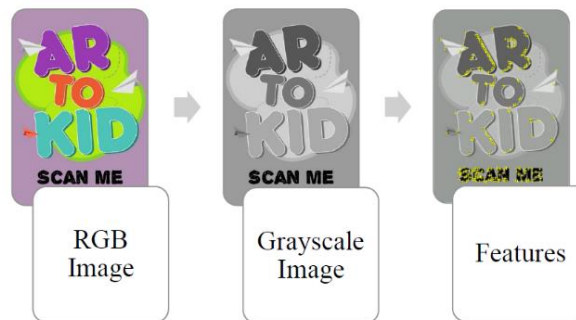 AR
TO
KID
SCAN ME
AR
TO
KID
SCAN ME
AR
TO
KID
SCAN ME
RGB
Image
Grayscale
Image
Features